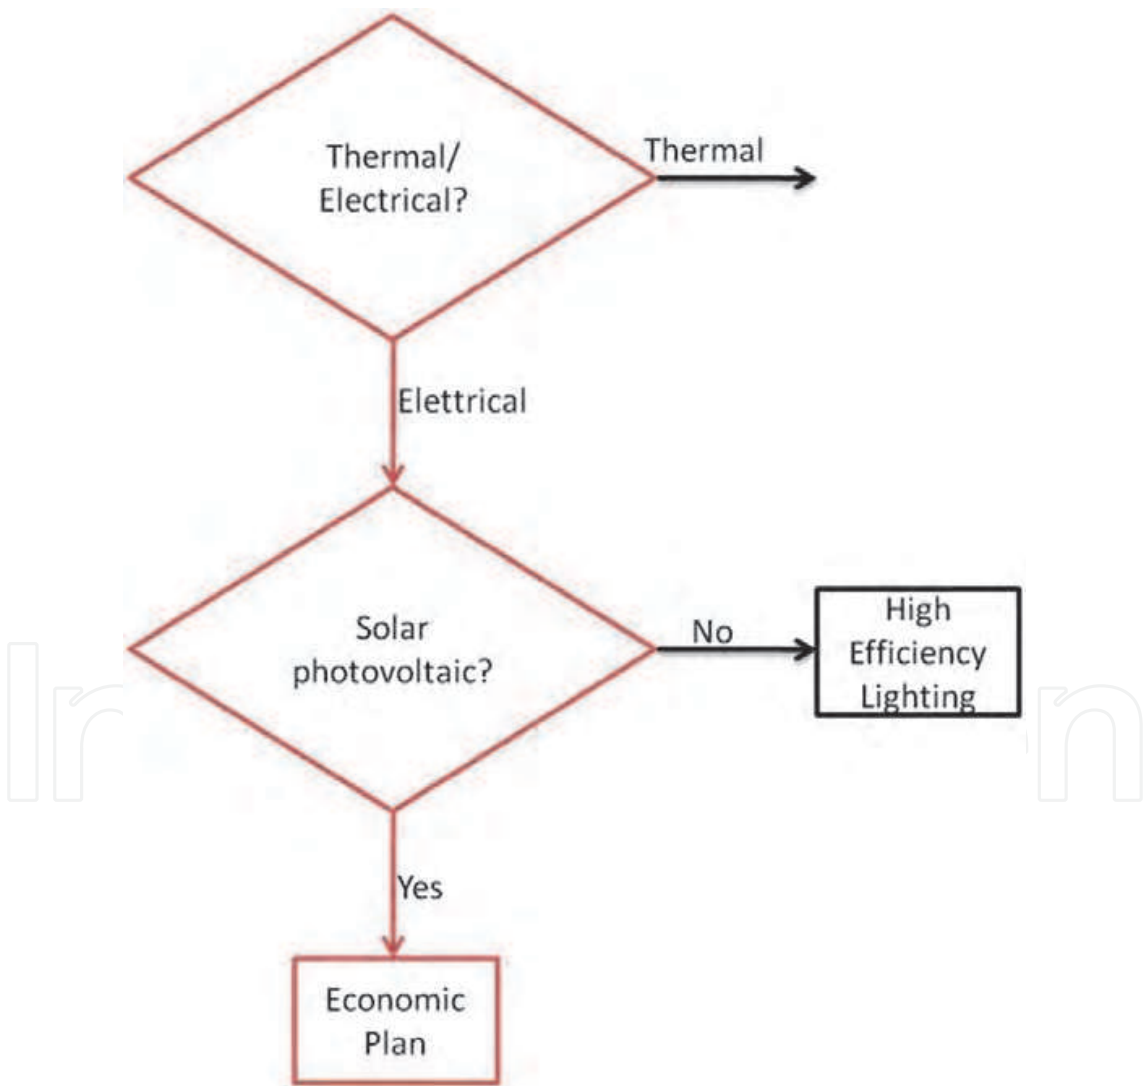 Thermal/
Electrical?
Thermal
Elettrical
Solar
photovoltaic?
No
High
Efficiency
Lighting
Yes
Economic
Plan